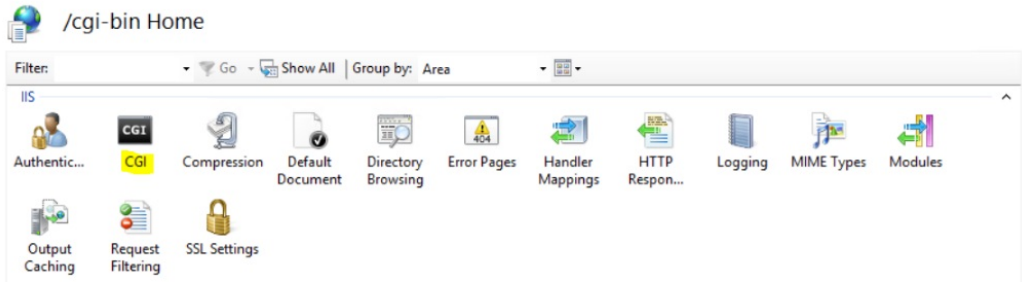 /cgi-bin Home
Filter: Go Show All Group by: Area
IIS
CGI 404
Authentic... CGI Compression Default Document Directory Browsing Error Pages Handler Mappings HTTP Respon... Logging MIME Types Modules
Output Caching Request Filtering SSL Settings